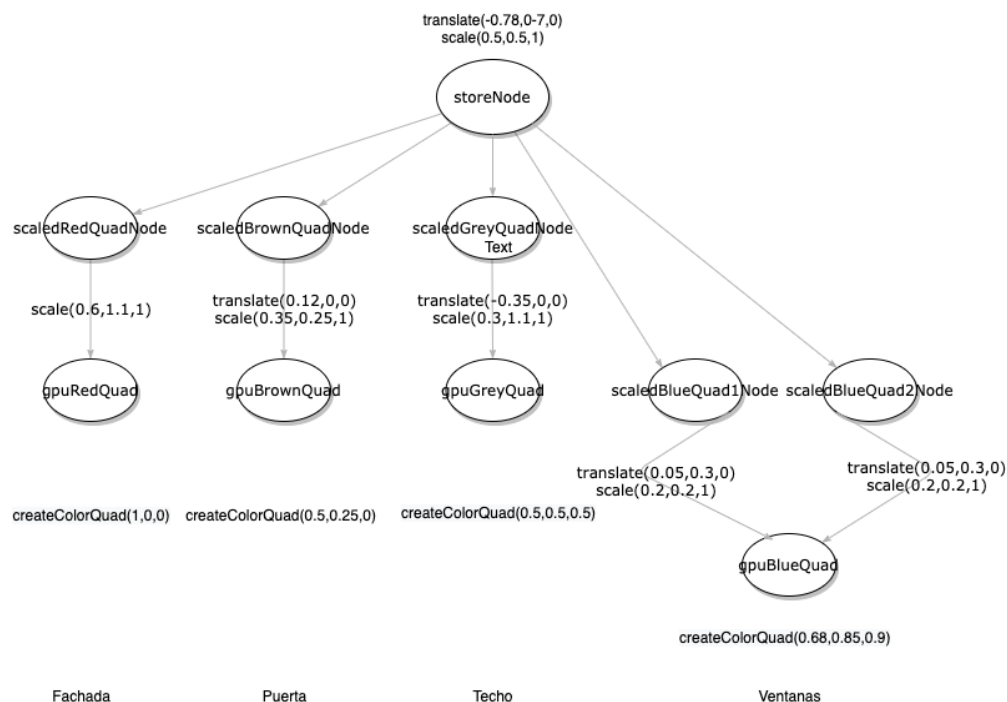 translate(-0.78,0-7,0)
scale(0.5,0.5,1)
storeNode
scaledRedQuadNode
scaledBrownQuadNode
scaledGreyQuadNode
Text
scale(0.6,1.1,1)
translate(0.12,0,0)
scale(0.35,0.25,1)
translate(-0.35,0,0)
scale(0.3,1.1,1)
gpuRedQuad
gpuBrownQuad
gpuGreyQuad
scaledBlueQuad1Node
scaledBlueQuad2Node
translate(0.05,0.3,0)
scale(0.2,0.2,1)
translate(0.05,0.3,0)
scale(0.2,0.2,1)
createColorQuad(1,0,0)
createColorQuad(0.5,0.25,0)
createColorQuad(0.5,0.5,0.5)
gpuBlueQuad
createColorQuad(0.68,0.85,0.9)
Fachada
Puerta
Techo
Ventanas